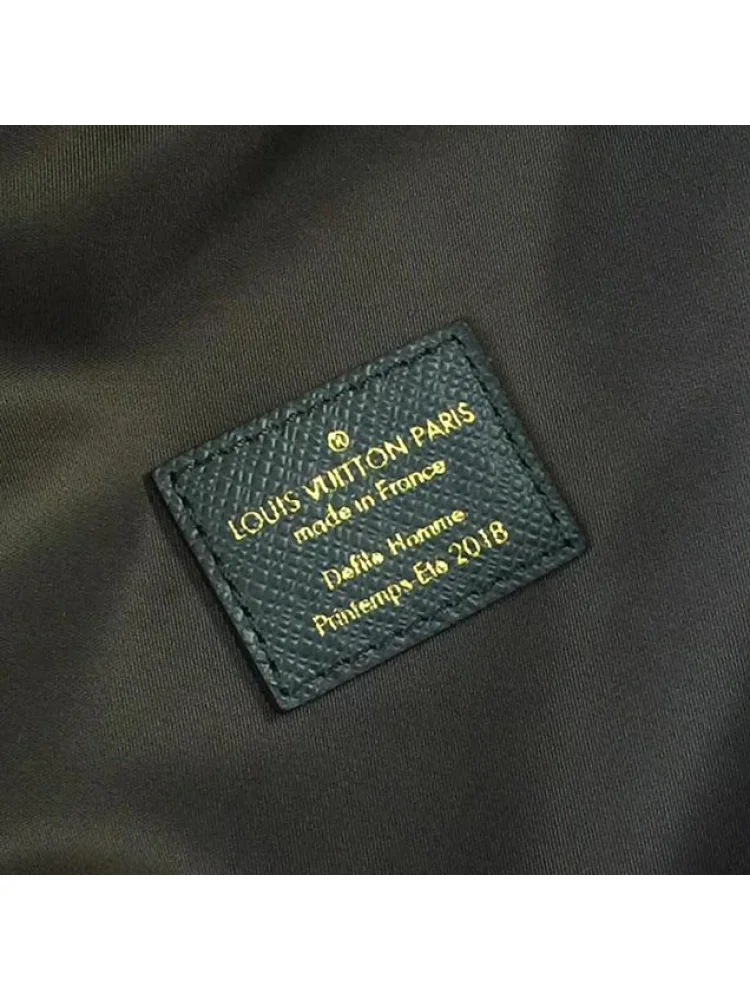 LOUIS VUITTON PARIS
made in France
Defile Homme
Printemps-Ete 2018